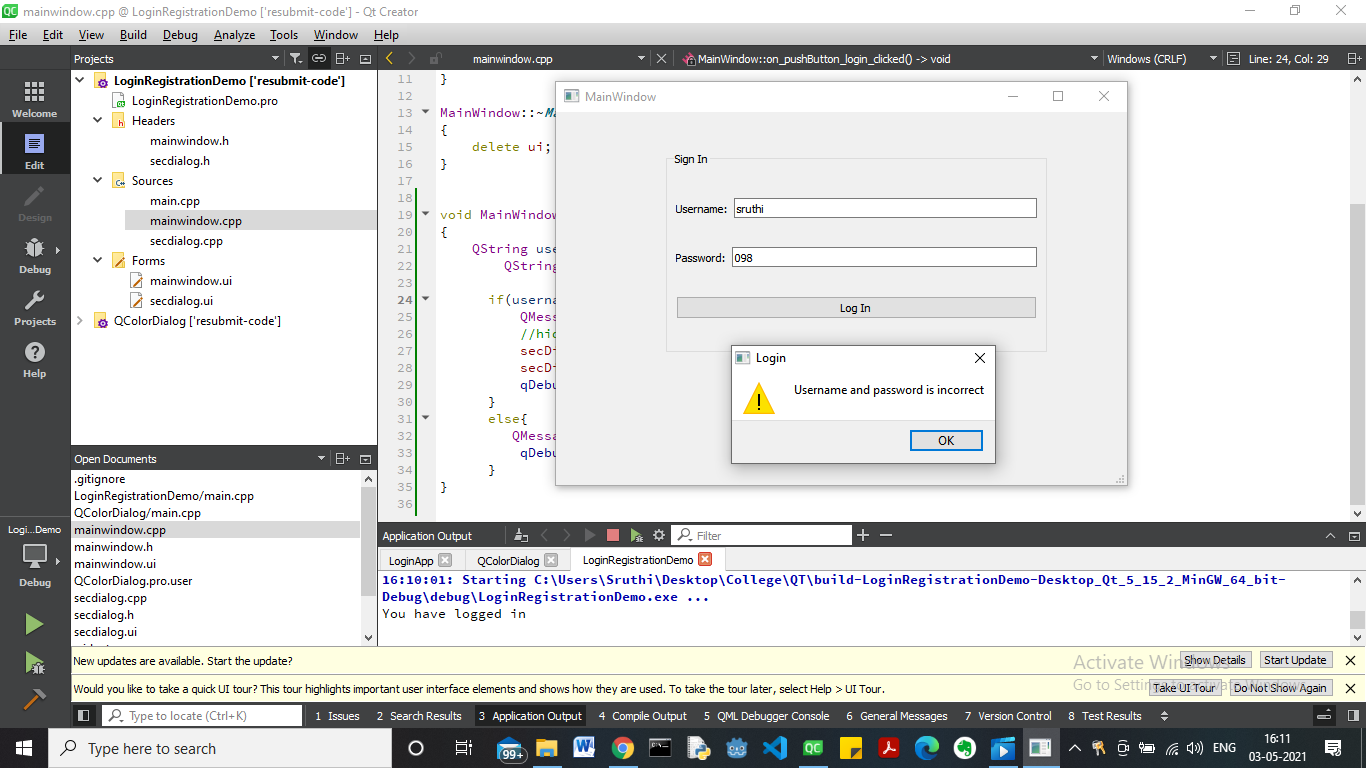 mainwindow.cpp @ LoginRegistrationDemo ['resubmit-code'] - Qt Creator
File Edit View Build Debug Analyze Tools Window Help
Projects
mainwindow.cpp
MainWindow::on_pushButton_login_clicked() -> void
Windows (CRLF)
Line: 24, Col: 29
Welcome
Edit
Design
Debug
Projects
Help
LoginRegistrationDemo ['resubmit-code']
LoginRegistrationDemo.pro
Headers
mainwindow.h
secdialog.h
Sources
main.cpp
mainwindow.cpp
secdialog.cpp
Forms
mainwindow.ui
secdialog.ui
QColorDialog ['resubmit-code']
11 }
12
13 MainWindow::~Ma
14 {
15 delete ui;
16 }
17
18
19 void MainWindow
20 {
21 QString use
22 QString
23
24 if(userna
25 QMess
26 //hid
27 secDi
28 secDi
29 qDebu
30 }
31 else{
32 QMessa
33 qDebu
34 }
35 }
36
MainWindow
Sign In
Username: sruthi
Password: 098
Log In
Login
Username and password is incorrect
OK
Open Documents
.gitignore
LoginRegistrationDemo/main.cpp
QColorDialog/main.cpp
mainwindow.cpp
mainwindow.h
mainwindow.ui
QColorDialog.pro.user
secdialog.cpp
secdialog.h
secdialog.ui
Logi...Demo
Debug
Application Output
Filter
LoginApp
QColorDialog
LoginRegistrationDemo
16:10:01: Starting C:\Users\Sruthi\Desktop\College\QT\build-LoginRegistrationDemo-Desktop_Qt_5_15_2_MinGW_64_bit-
Debug\debug\LoginRegistrationDemo.exe ...
You have logged in
New updates are available. Start the update?
Show Details
Start Update
Would you like to take a quick UI tour? This tour highlights important user interface elements and shows how they are used. To take the tour later, select Help > UI Tour.
Take UI Tour
Do Not Show Again
Activate Windows
Go to Settings to activate Windows.
Type to locate (Ctrl+K)
1 Issues
2 Search Results
3 Application Output
4 Compile Output
5 QML Debugger Console
6 General Messages
7 Version Control
8 Test Results
Type here to search
99+
ENG
16:11
03-05-2021